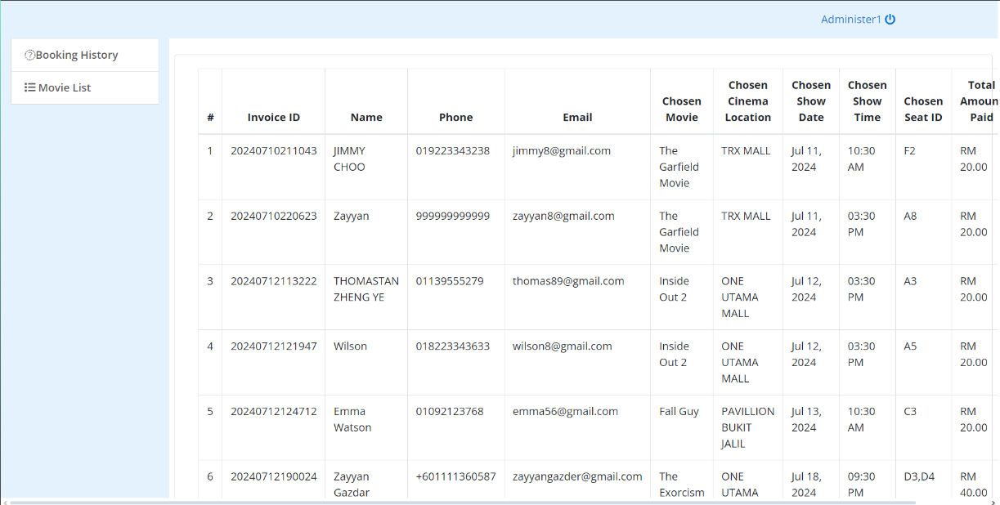 Administer1
Booking History
Movie List
# Invoice ID Name Phone Email Chosen Movie Chosen Cinema Location Chosen Show Date Chosen Show Time Chosen Seat ID Total Amoun Paid
1 20240710211043 JIMMY CHOO 019223343238 jimmy8@gmail.com The Garfield Movie TRX MALL Jul 11, 2024 10:30 AM F2 RM 20.00
2 20240710220623 Zayyan 999999999999 zayyan8@gmail.com The Garfield Movie TRX MALL Jul 11, 2024 03:30 PM A8 RM 20.00
3 20240712113222 THOMASTAN ZHENG YE 01139555279 thomas89@gmail.com Inside Out 2 ONE UTAMA MALL Jul 12, 2024 03:30 PM A3 RM 20.00
4 20240712121947 Wilson 018223343633 wilson8@gmail.com Inside Out 2 ONE UTAMA MALL Jul 12, 2024 03:30 PM A5 RM 20.00
5 20240712124712 Emma Watson 01092123768 emma56@gmail.com Fall Guy PAVILLION BUKIT JALIL Jul 13, 2024 10:30 AM C3 RM 20.00
6 20240712190024 Zayyan Gazdar +601111360587 zayyangazder@gmail.com The Exorcism ONE UTAMA Jul 18, 2024 09:30 PM D3,D4 RM 40.00